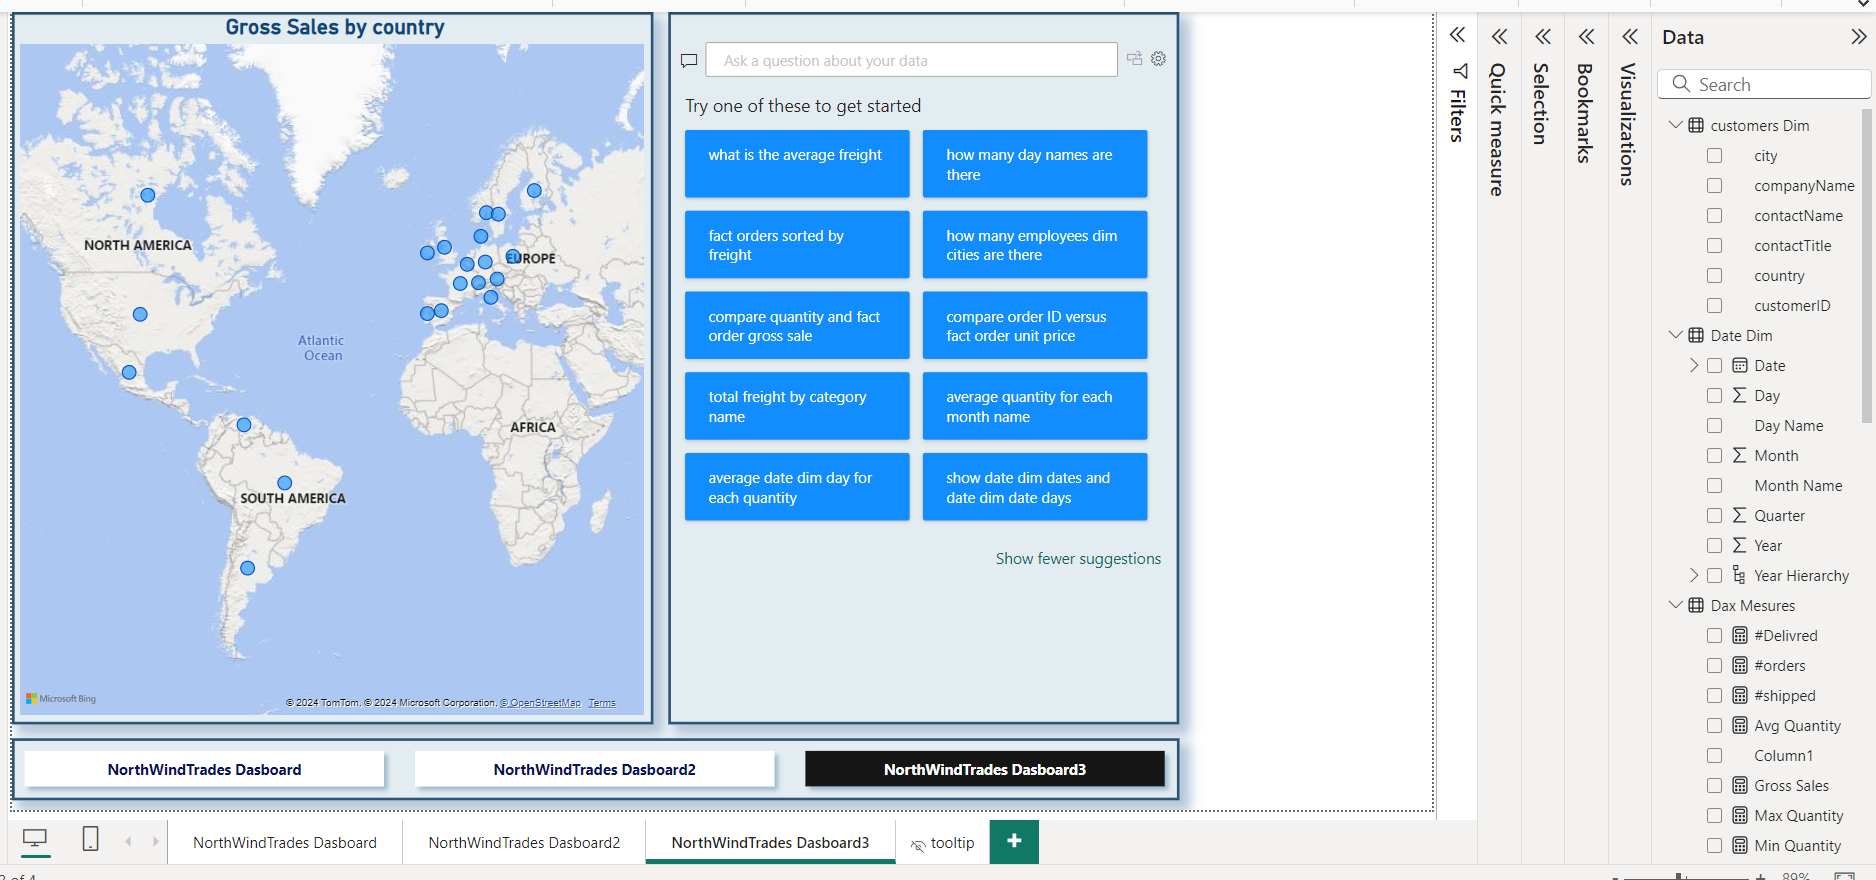 Gross Sales by country
NORTH AMERICA
EUROPE
Atlantic
Ocean
AFRICA
SOUTH AMERICA
Microsoft Bing
© 2024 TomTom, © 2024 Microsoft Corporation, © OpenStreetMap Terms
Ask a question about your data
Try one of these to get started
what is the average freight
how many day names are
there
fact orders sorted by
freight
how many employees dim
cities are there
compare quantity and fact
order gross sale
compare order ID versus
fact order unit price
total freight by category
name
average quantity for each
month name
average date dim day for
each quantity
show date dim dates and
date dim date days
Show fewer suggestions
NorthWindTrades Dasboard
NorthWindTrades Dasboard2
NorthWindTrades Dasboard3
NorthWindTrades Dasboard
NorthWindTrades Dasboard2
NorthWindTrades Dasboard3
tooltip
of 4
89%
Filters
Quick measure
Selection
Bookmarks
Visualizations
Data
Search
customers Dim
city
companyName
contactName
contactTitle
country
customerID
Date Dim
Date
Day
Day Name
Month
Month Name
Quarter
Year
Year Hierarchy
Dax Mesures
#Delivred
#orders
#shipped
Avg Quantity
Column1
Gross Sales
Max Quantity
Min Quantity